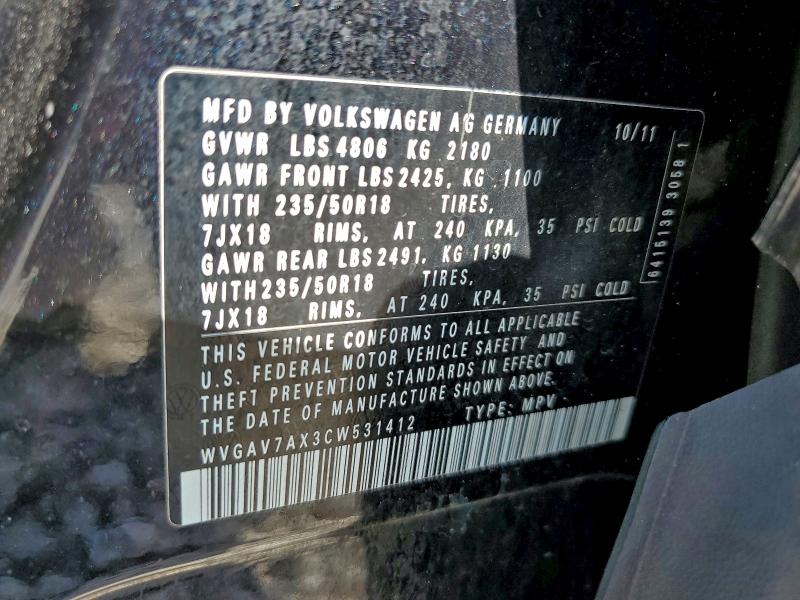 MFD BY VOLKSWAGEN AG GERMANY 10/11
GVWR LBS 4806 KG 2180
GAWR FRONT LBS 2425, KG 1100
WITH 235/50R18 TIRES,
7JX18 RIMS, AT 240 KPA, 35 PSI COLD
GAWR REAR LBS 2491, KG 1130
WITH 235/50R18 TIRES,
7JX18 RIMS, AT 240 KPA, 35 PSI COLD
THIS VEHICLE CONFORMS TO ALL APPLICABLE
U.S. FEDERAL MOTOR VEHICLE SAFETY AND
THEFT PREVENTION STANDARDS IN EFFECT ON
THE DATE OF MANUFACTURE SHOWN ABOVE.
WVGAV7AX3CW531412 TYPE: MPV
6415139 3058 1